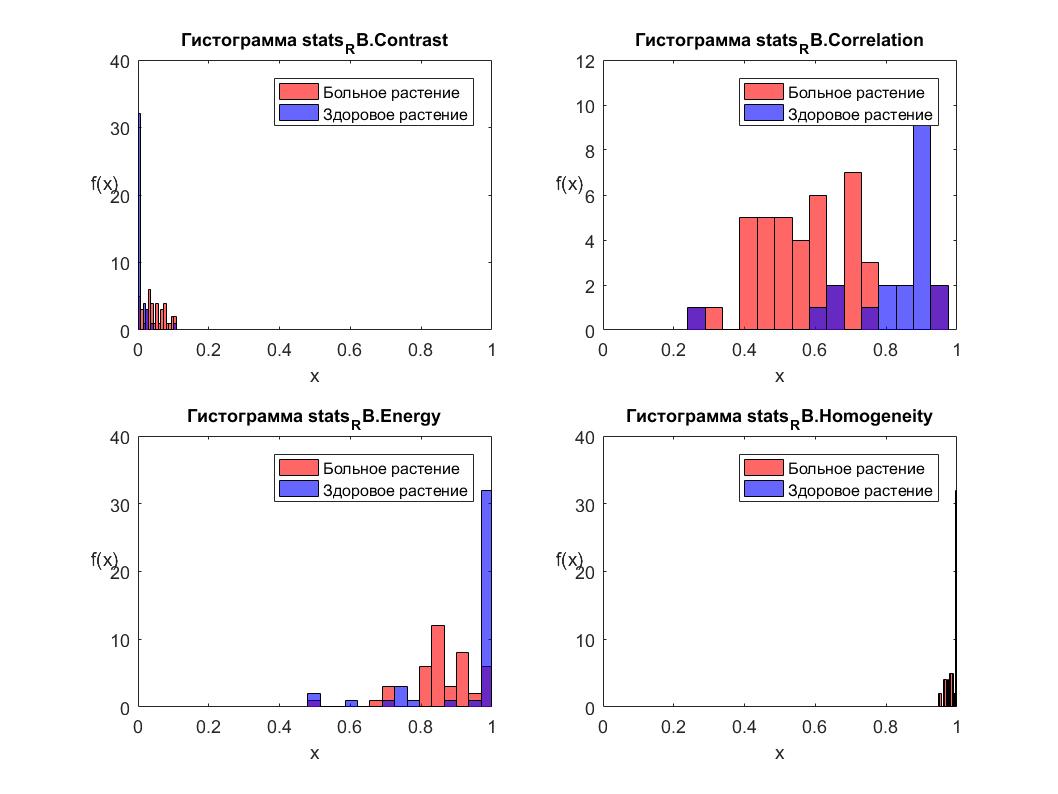 Гистограмма stats_RB.Contrast
40
30
20
10
0
f(x)
Больное растение
Здоровое растение
0 0.2 0.4 0.6 0.8 1
x
Гистограмма stats_RB.Correlation
12
10
8
6
4
2
0
f(x)
Больное растение
Здоровое растение
0 0.2 0.4 0.6 0.8 1
x
Гистограмма stats_RB.Energy
40
30
20
10
0
f(x)
Больное растение
Здоровое растение
0 0.2 0.4 0.6 0.8 1
x
Гистограмма stats_RB.Homogeneity
40
30
20
10
0
f(x)
Больное растение
Здоровое растение
0 0.2 0.4 0.6 0.8 1
x